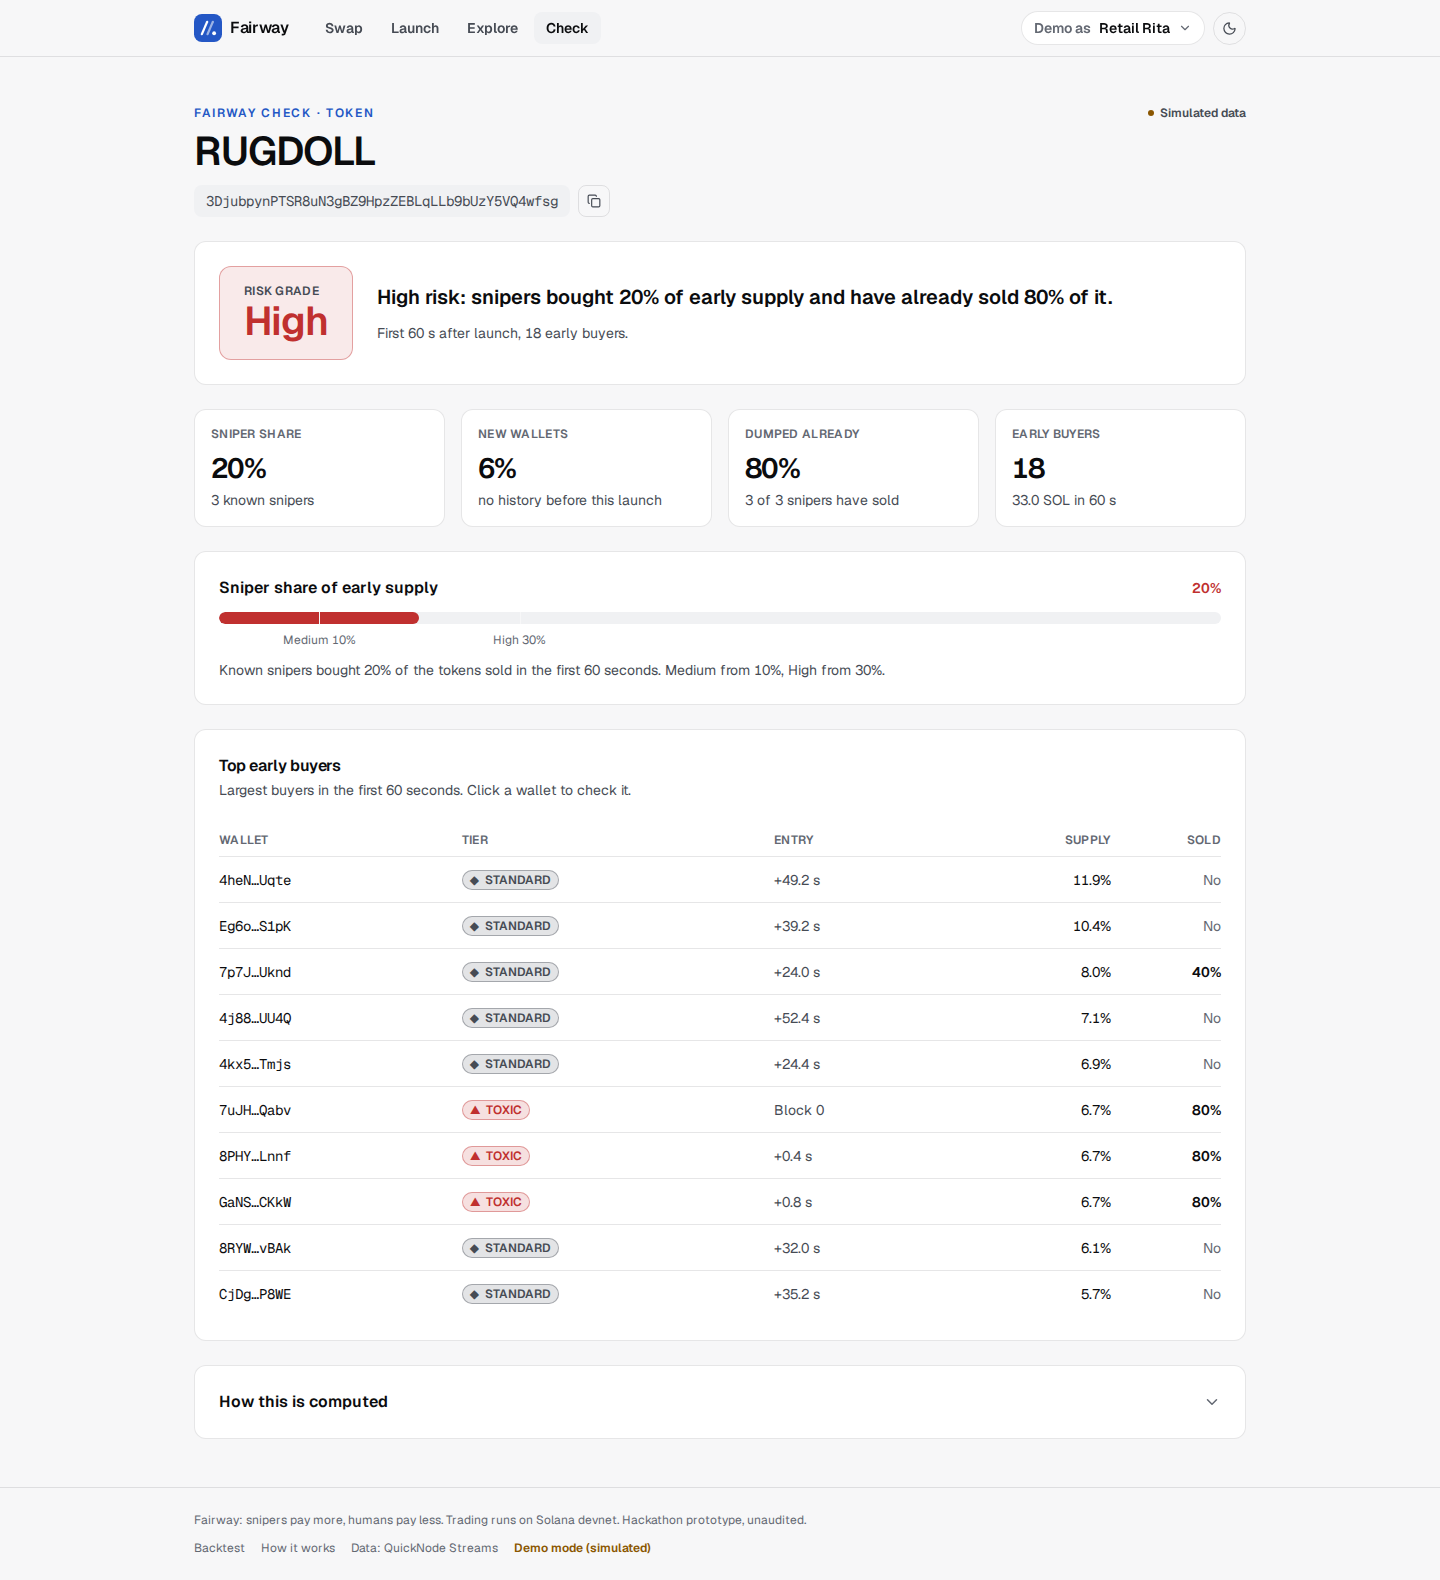 Fairway
Swap
Launch
Explore
Check
Demo as Retail Rita
FAIRWAY CHECK · TOKEN
Simulated data
RUGDOLL
3DjubpynPTSR8uN3gBZ9HpzZEBLqLLb9bUzY5VQ4wfsg
RISK GRADE
High
High risk: snipers bought 20% of early supply and have already sold 80% of it.
First 60 s after launch, 18 early buyers.
SNIPER SHARE
20%
3 known snipers
NEW WALLETS
6%
no history before this launch
DUMPED ALREADY
80%
3 of 3 snipers have sold
EARLY BUYERS
18
33.0 SOL in 60 s
Sniper share of early supply
20%
Medium 10%
High 30%
Known snipers bought 20% of the tokens sold in the first 60 seconds. Medium from 10%, High from 30%.
Top early buyers
Largest buyers in the first 60 seconds. Click a wallet to check it.
WALLET TIER ENTRY SUPPLY SOLD
4heN…Uqte STANDARD +49.2 s 11.9% No
Eg6o…S1pK STANDARD +39.2 s 10.4% No
7p7J…Uknd STANDARD +24.0 s 8.0% 40%
4j88…UU4Q STANDARD +52.4 s 7.1% No
4kx5…Tmjs STANDARD +24.4 s 6.9% No
7uJH…Qabv TOXIC Block 0 6.7% 80%
8PHY…Lnnf TOXIC +0.4 s 6.7% 80%
GaNS…CKkW TOXIC +0.8 s 6.7% 80%
8RYW…vBAk STANDARD +32.0 s 6.1% No
CjDg…P8WE STANDARD +35.2 s 5.7% No
How this is computed
Fairway: snipers pay more, humans pay less. Trading runs on Solana devnet. Hackathon prototype, unaudited.
Backtest
How it works
Data: QuickNode Streams
Demo mode (simulated)